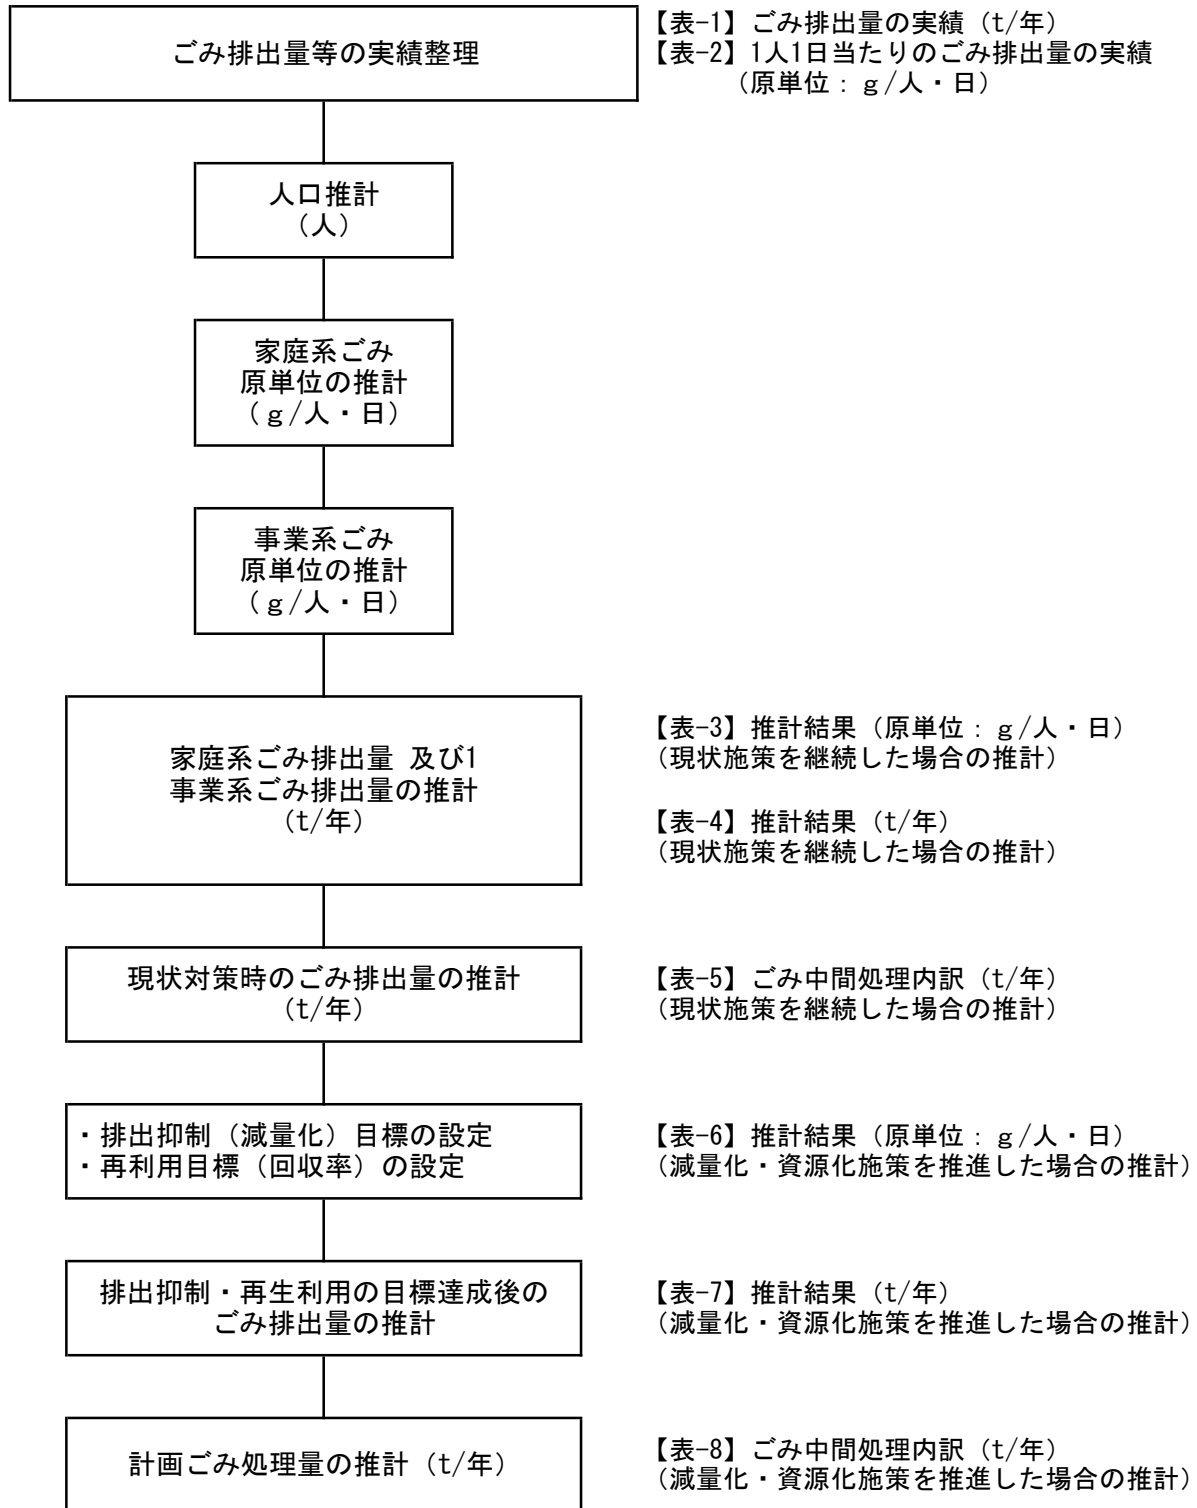 ごみ排出量等の実績整理
【表-1】ごみ排出量の実績（t/年）
【表-2】1人1日当たりのごみ排出量の実績
（原単位：ｇ/人・日）
人口推計
（人）
家庭系ごみ
原単位の推計
（ｇ/人・日）
事業系ごみ
原単位の推計
（ｇ/人・日）
家庭系ごみ排出量 及び1
事業系ごみ排出量の推計
（t/年）
【表-3】推計結果（原単位：ｇ/人・日）
（現状施策を継続した場合の推計）
【表-4】推計結果（t/年）
（現状施策を継続した場合の推計）
現状対策時のごみ排出量の推計
（t/年）
【表-5】ごみ中間処理内訳（t/年）
（現状施策を継続した場合の推計）
・排出抑制（減量化）目標の設定
・再利用目標（回収率）の設定
【表-6】推計結果（原単位：ｇ/人・日）
（減量化・資源化施策を推進した場合の推計）
排出抑制・再生利用の目標達成後の
ごみ排出量の推計
【表-7】推計結果（t/年）
（減量化・資源化施策を推進した場合の推計）
計画ごみ処理量の推計（t/年）
【表-8】ごみ中間処理内訳（t/年）
（減量化・資源化施策を推進した場合の推計）